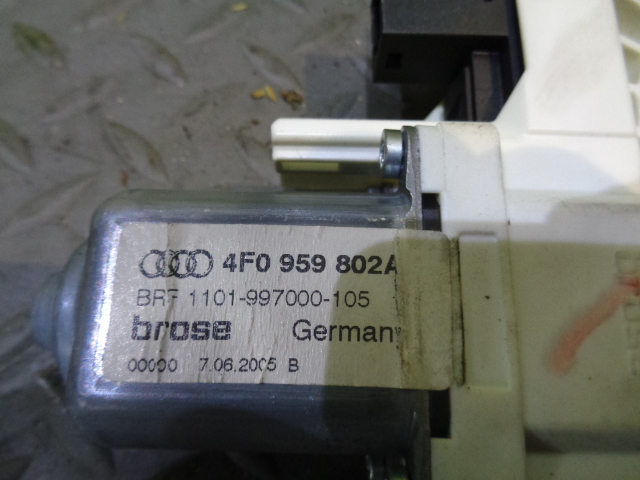 4F0 959 802A
BRF 1101-997000-105
brose Germany
00000 7.06.2005 B